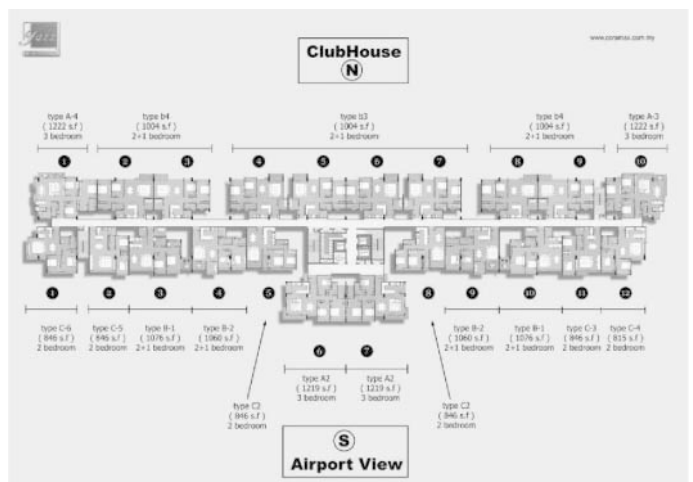 Jazz
www.coramas.com.my
ClubHouse
N
type A-4
( 1222 s.f )
3 bedroom
type b4
( 1004 s.f )
2+1 bedroom
type b3
( 1004 s.f )
2+1 bedroom
type b4
( 1004 s.f )
2+1 bedroom
type A-3
( 1222 s.f )
3 bedroom
1 2 3 4 5 6 7 8 9 10
1 2 3 4 5 8 9 10 11 12
type C-6
( 846 s.f )
2 bedroom
type C-5
( 846 s.f )
2 bedroom
type B-1
( 1076 s.f )
2+1 bedroom
type B-2
( 1060 s.f )
2+1 bedroom
type B-2
( 1060 s.f )
2+1 bedroom
type B-1
( 1076 s.f )
2+1 bedroom
type C-3
( 846 s.f )
2 bedroom
type C-4
( 815 s.f )
2 bedroom
6 7
type A2
( 1219 s.f )
3 bedroom
type A2
( 1219 s.f )
3 bedroom
type C2
( 846 s.f )
2 bedroom
type C2
( 846 s.f )
2 bedroom
S
Airport View